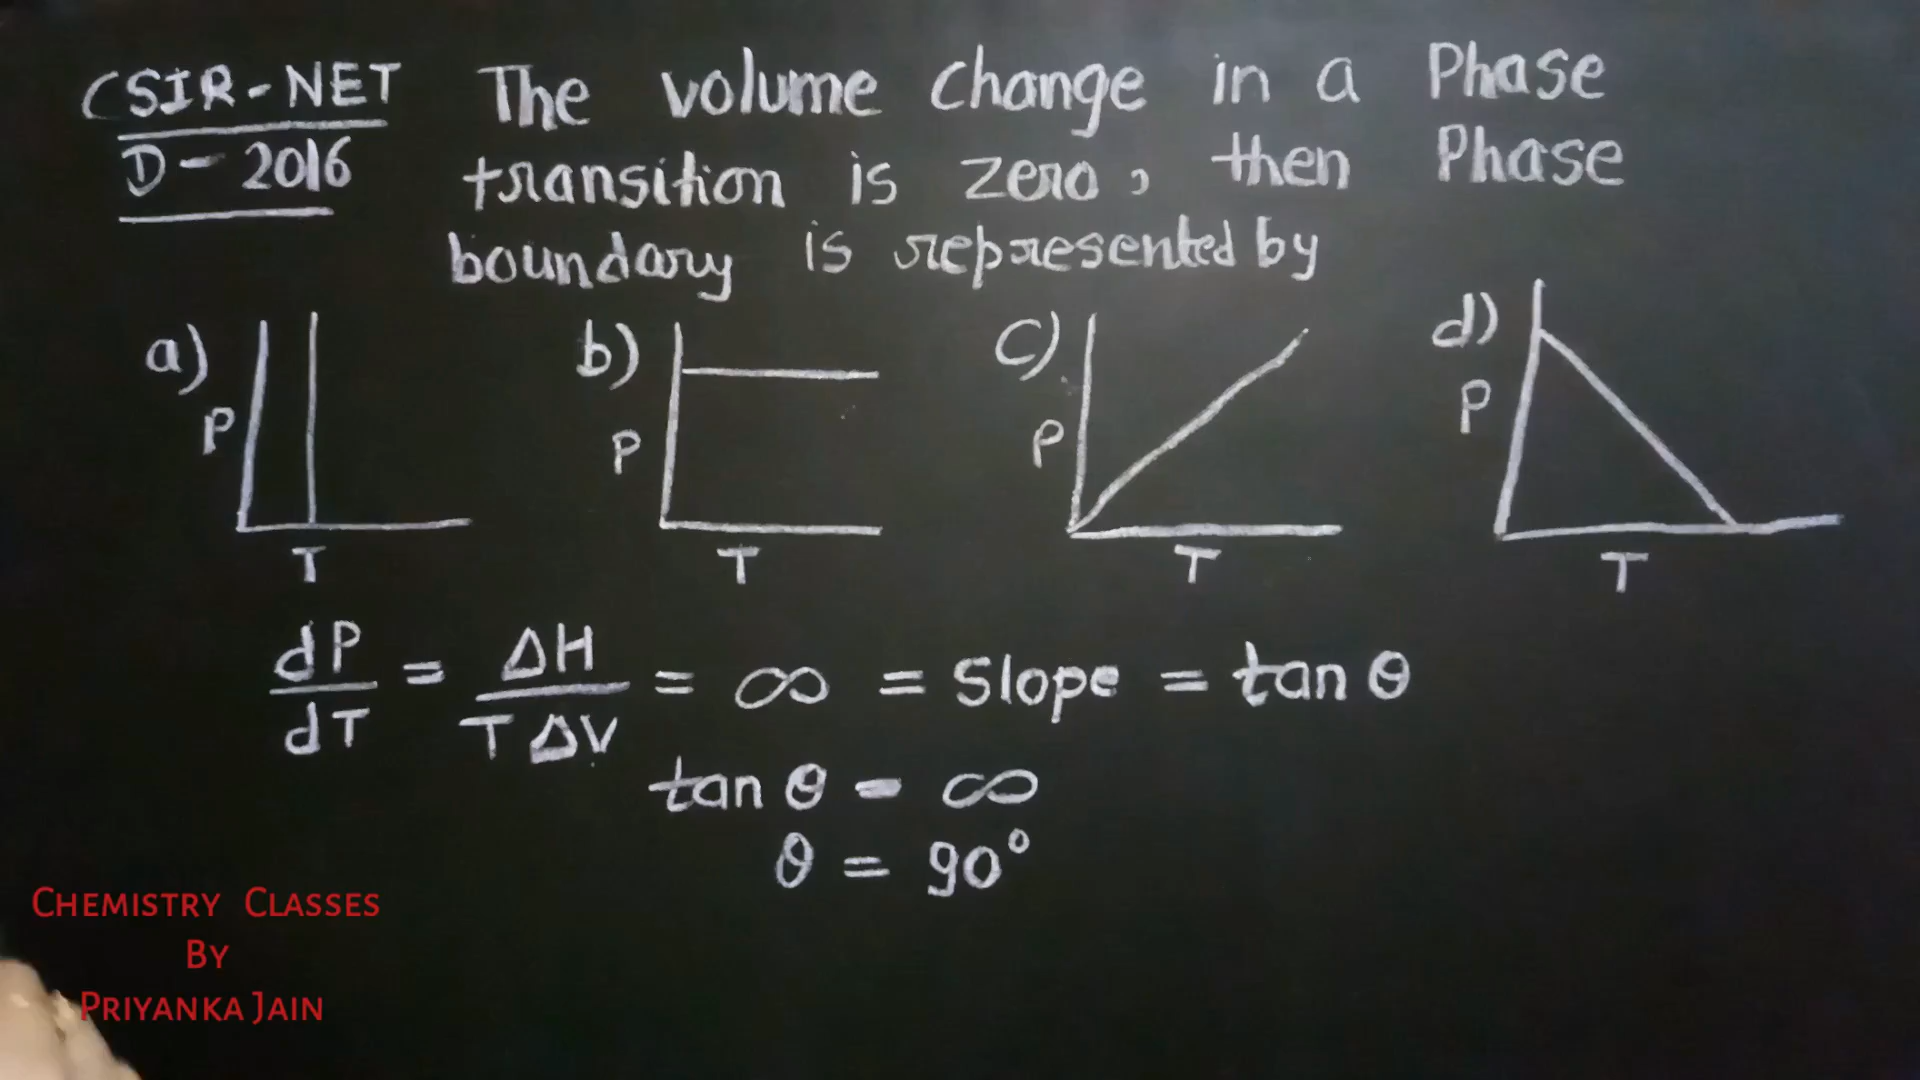 CSIR-NET The volume change in a Phase
D-2016 transition is zero, then Phase
boundary is represented by
a) P T
b) P T
c) P T
d) P T
dP/dT = ΔH/TΔV = ∞ = Slope = tan θ
tan θ = ∞
θ = 90°
CHEMISTRY CLASSES
BY
PRIYANKA JAIN